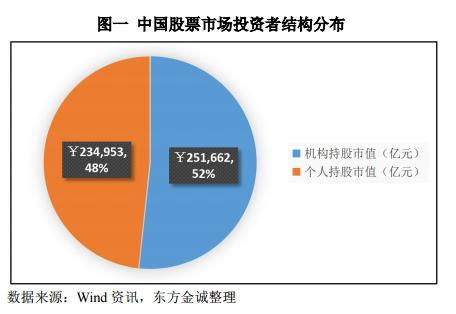 图一 中国股票市场投资者结构分布
￥234,953,
48%
￥251,662,
52%
机构持股市值（亿元）
个人持股市值（亿元）
数据来源：Wind 资讯，东方金诚整理